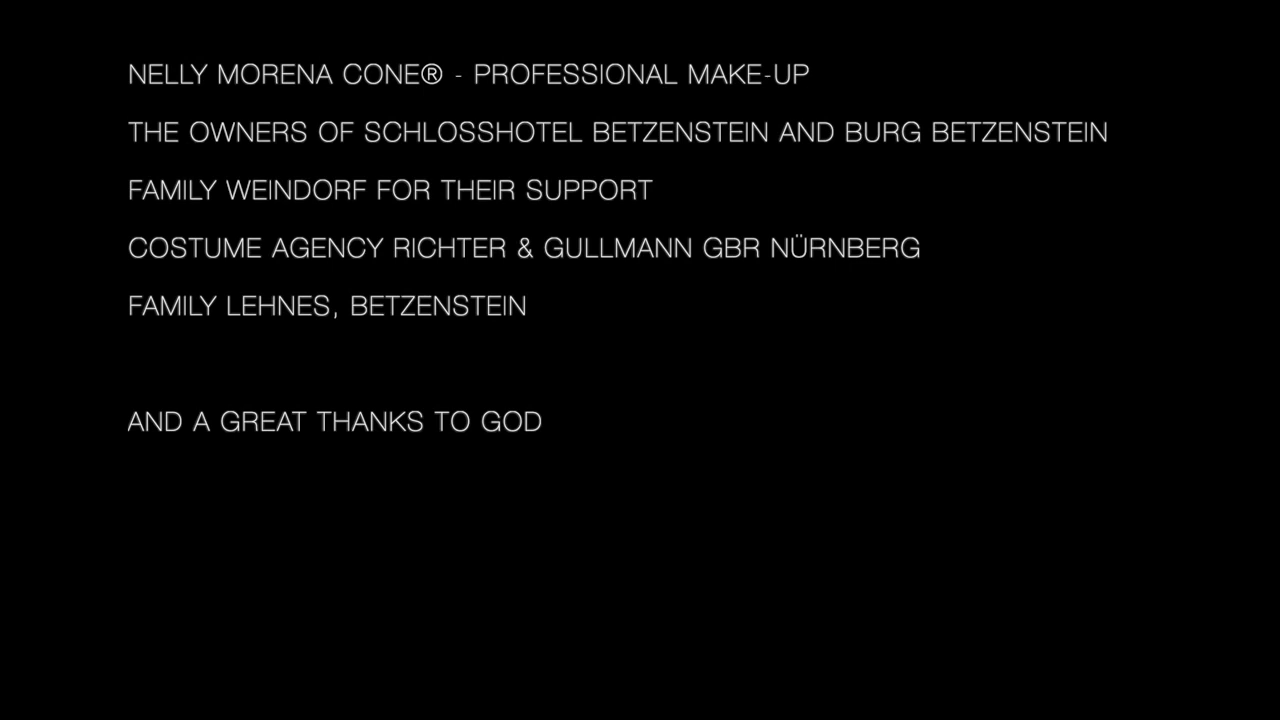 NELLY MORENA CONE® - PROFESSIONAL MAKE-UP
THE OWNERS OF SCHLOSSHOTEL BETZENSTEIN AND BURG BETZENSTEIN
FAMILY WEINDORF FOR THEIR SUPPORT
COSTUME AGENCY RICHTER & GULLMANN GBR NÜRNBERG
FAMILY LEHNES, BETZENSTEIN
AND A GREAT THANKS TO GOD